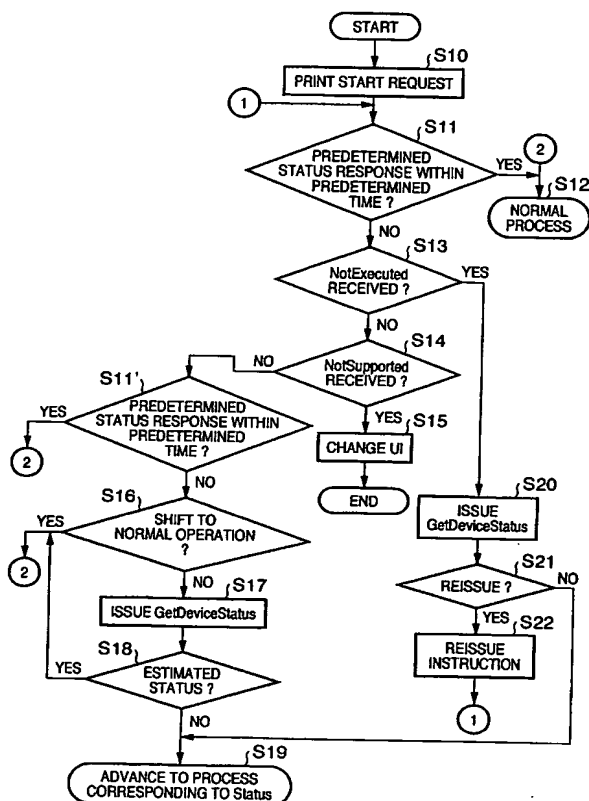 START
S10
PRINT START REQUEST
1
S11
PREDETERMINED
STATUS RESPONSE WITHIN
PREDETERMINED
TIME ?
YES
2
S12
NORMAL
PROCESS
NO
S13
NotExecuted
RECEIVED ?
YES
NO
S14
NotSupported
RECEIVED ?
NO
YES
S15
CHANGE UI
END
S11'
PREDETERMINED
STATUS RESPONSE WITHIN
PREDETERMINED
TIME ?
YES
2
NO
S16
SHIFT TO
NORMAL OPERATION
?
YES
2
NO
S17
ISSUE GetDeviceStatus
S18
ESTIMATED
STATUS ?
YES
NO
S20
ISSUE
GetDeviceStatus
S21
REISSUE ?
NO
YES
S22
REISSUE
INSTRUCTION
1
S19
ADVANCE TO PROCESS
CORRESPONDING TO Status